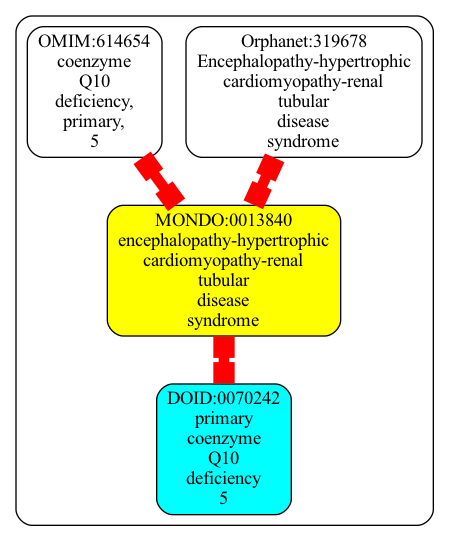 OMIM:614654
coenzyme
Q10
deficiency,
primary,
5
Orphanet:319678
Encephalopathy-hypertrophic
cardiomyopathy-renal
tubular
disease
syndrome
MONDO:0013840
encephalopathy-hypertrophic
cardiomyopathy-renal
tubular
disease
syndrome
DOID:0070242
primary
coenzyme
Q10
deficiency
5